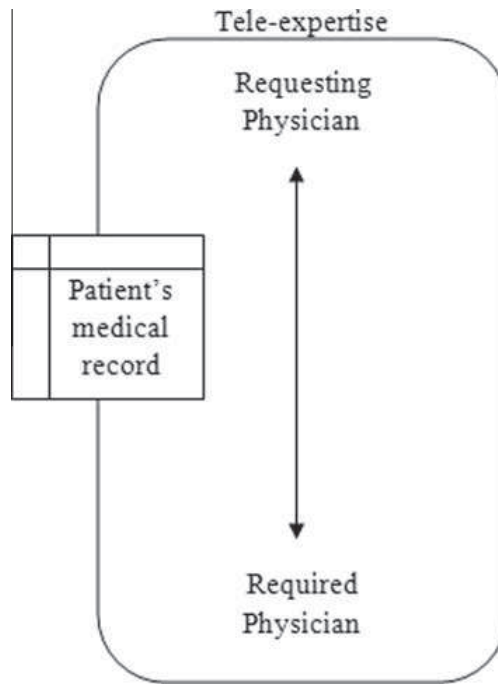 Tele-expertise
Requesting
Physician
Patient’s
medical
record
Required
Physician